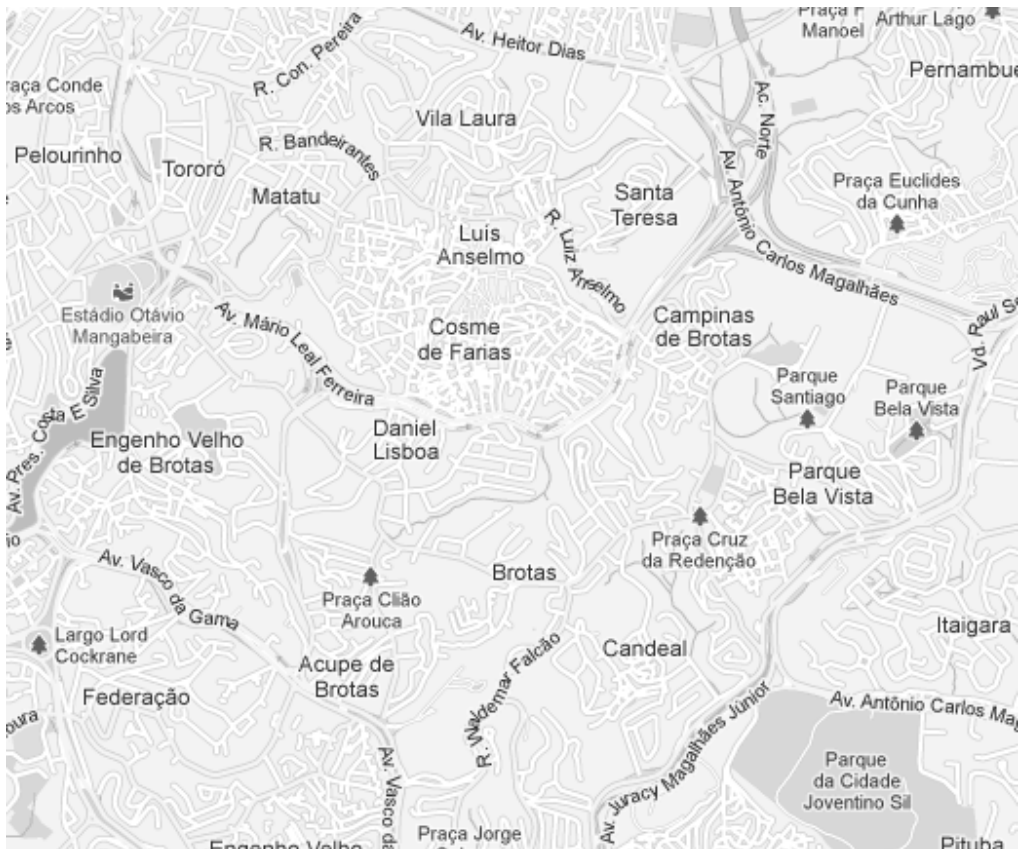 Praça
Manoel
Arthur Lago
Av. Heitor Dias
R. Con. Pereira
Pernambue
raça Conde
os Arcos
Ac. Norte
Vila Laura
R. Bandeirantes
Pelourinho
Tororó
Matatu
Av. Antônio Carlos Magalhães
Praça Euclides
da Cunha
Santa
Teresa
Luís
Anselmo
R. Luiz Anselmo
Estádio Otávio
Mangabeira
Av. Mário Leal Ferreira
Cosme
de Farias
Campinas
de Brotas
Vd. Raul Se
Parque
Santiago
Parque
Bela Vista
Av. Pres. Costa E Silva
Engenho Velho
de Brotas
Daniel
Lisboa
Parque
Bela Vista
Praça Cruz
da Redenção
Av. Vasco da Gama
Brotas
Praça Clião
Arouca
Largo Lord
Cockrane
Itaigara
Candeal
Acupe de
Brotas
Federação
R. Waldemar Falcão
Av. Juracy Magalhães Júnior
Av. Antônio Carlos Mag
oura
Av. Vasco da
Parque
da Cidade
Joventino Sil
Praça Jorge
Engenho Velho
Pituba